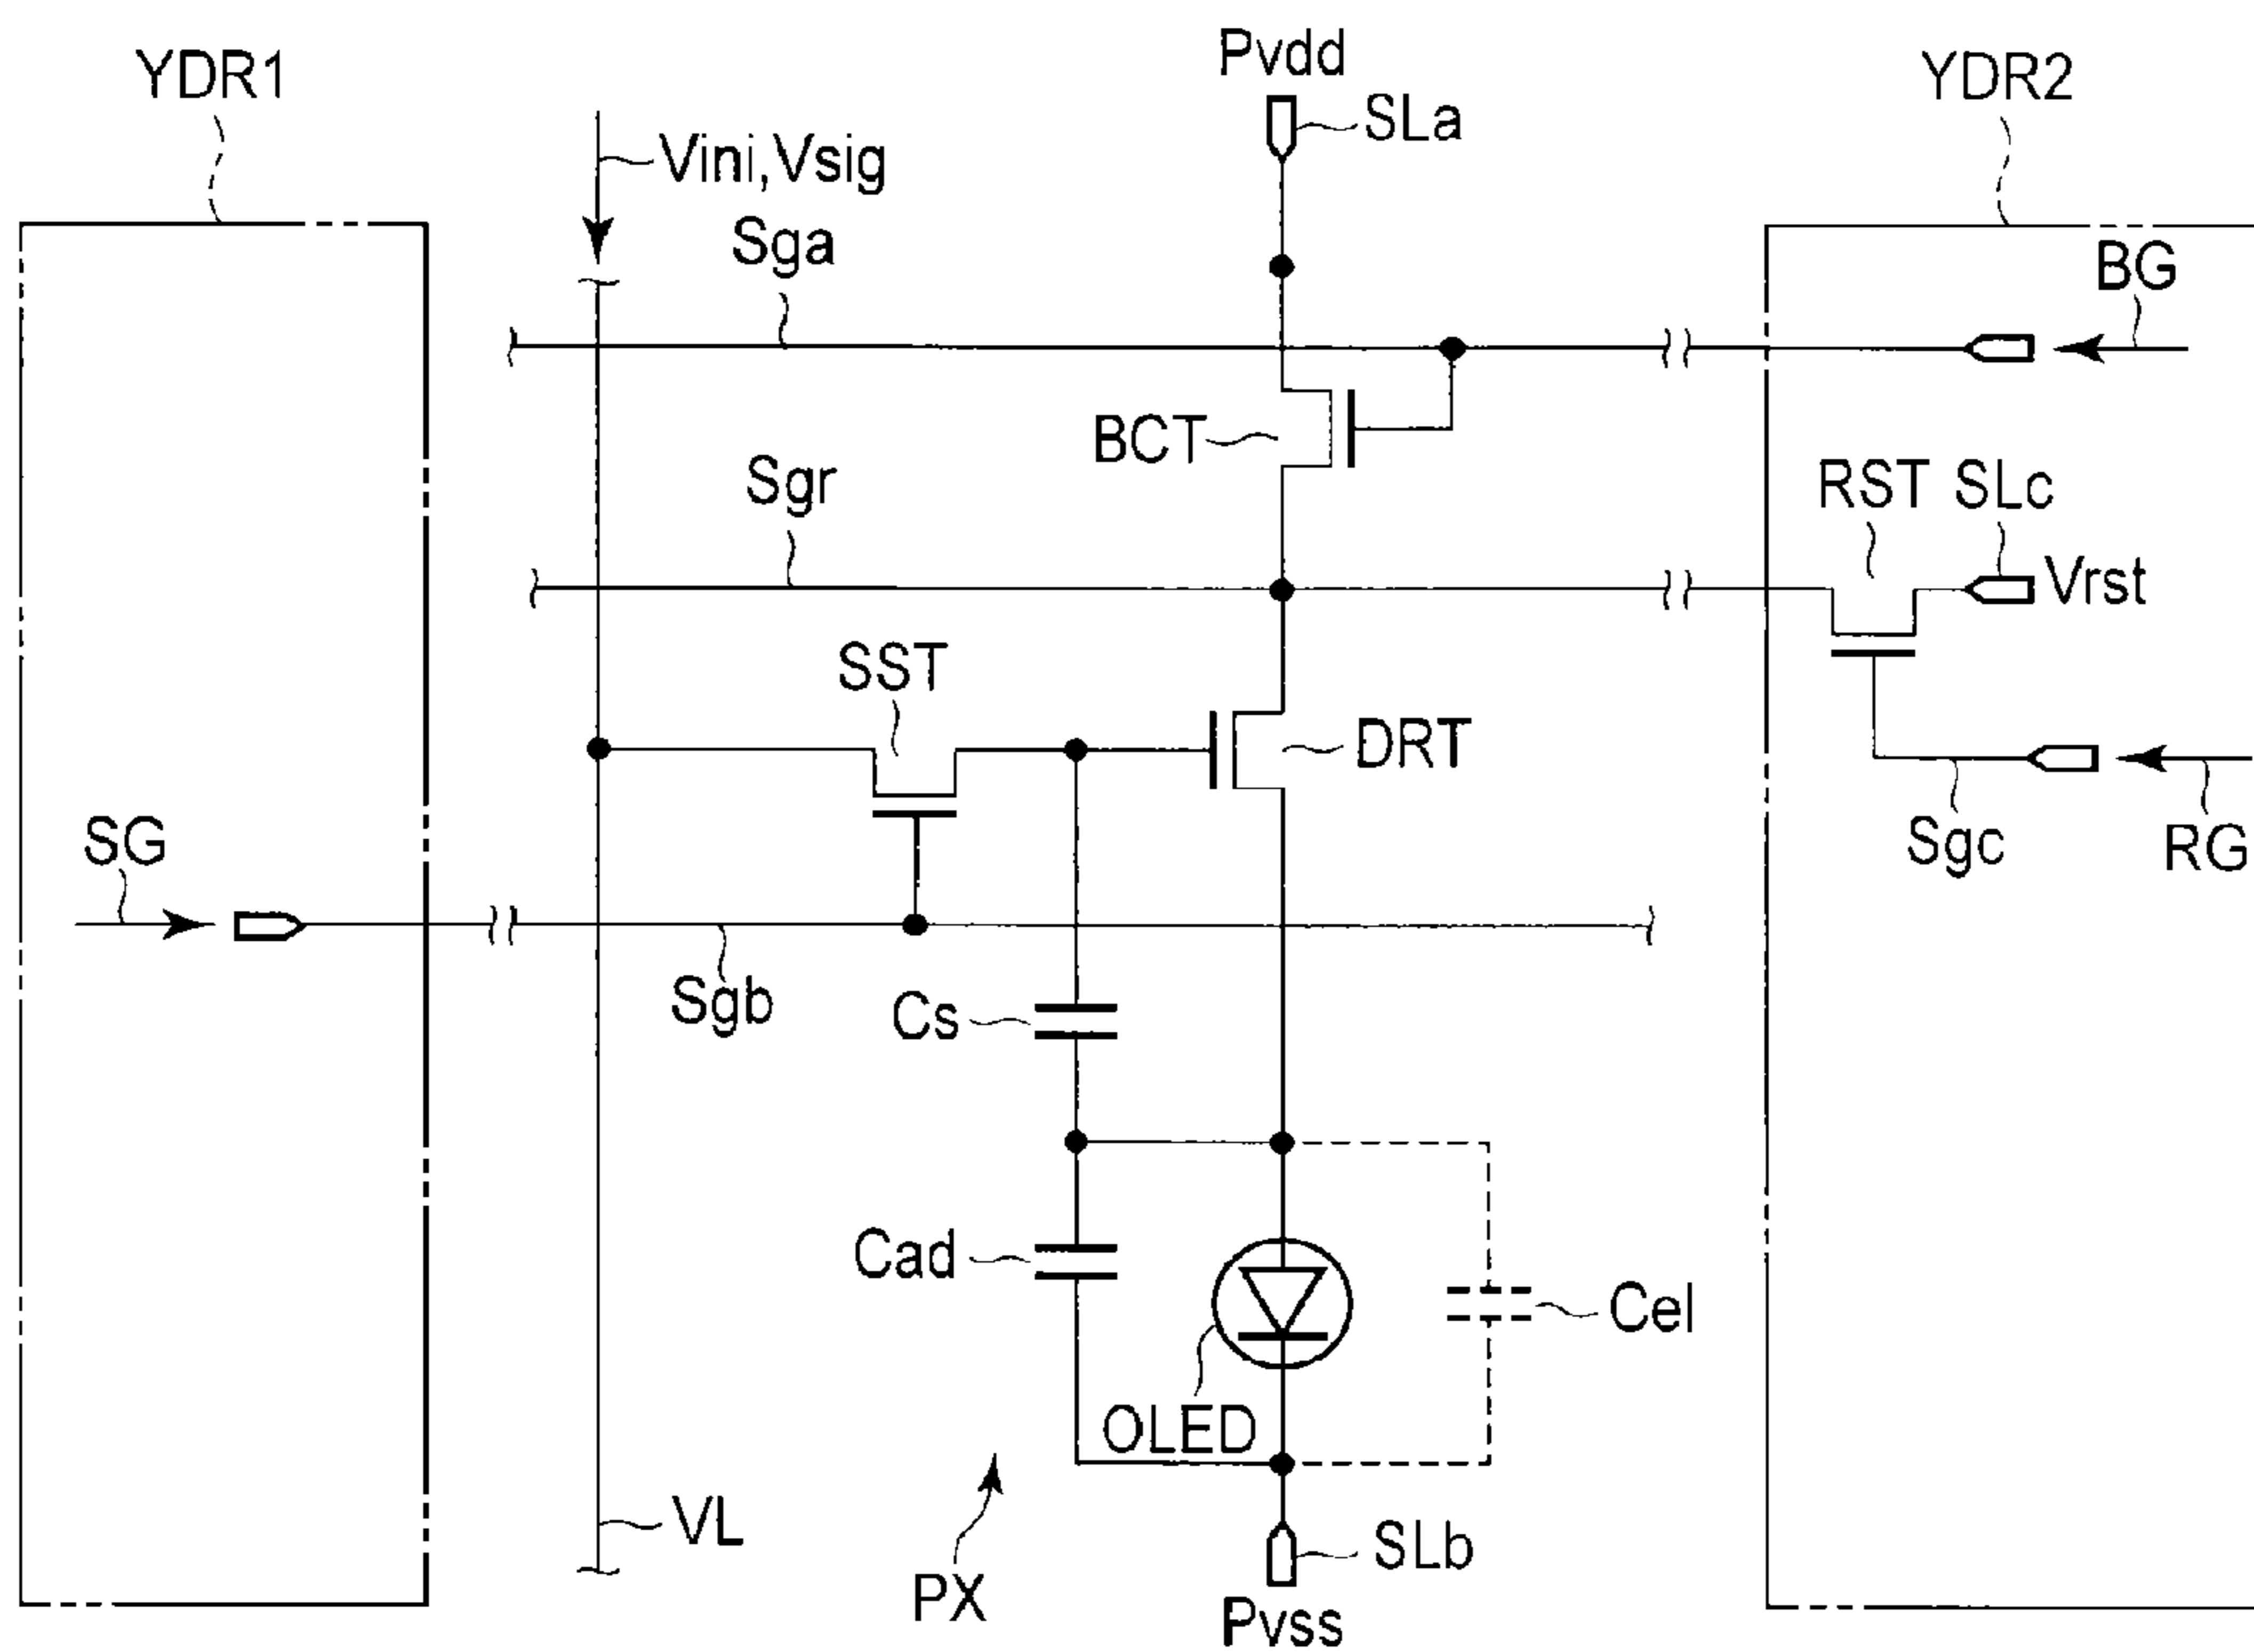 Pvdd
YDR1
YDR2
SLa
Vini,Vsig
Sga
BG
BCT
Sgr
RST
SLc
Vrst
SST
DRT
SG
Sgc
RG
Sgb
Cs
Cad
Cel
OLED
VL
SLb
PX
Pvss